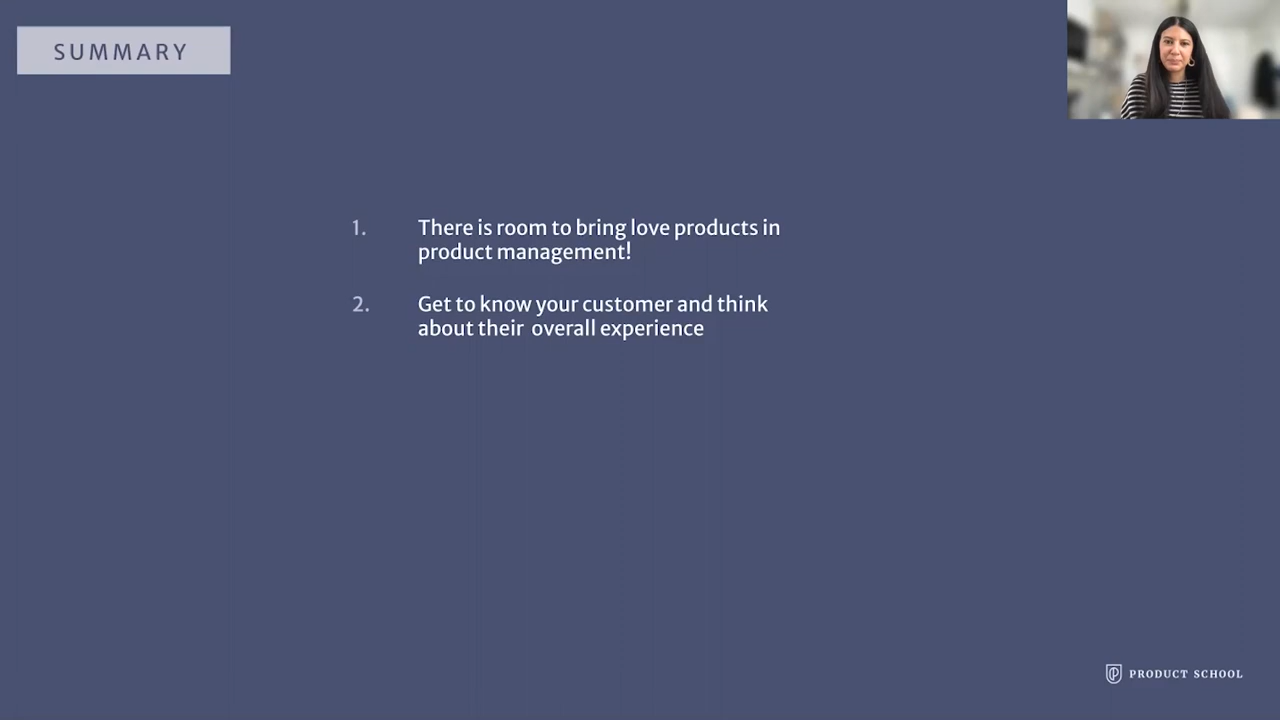 SUMMARY
1. There is room to bring love products in
product management!
2. Get to know your customer and think
about their  overall experience
PRODUCT SCHOOL